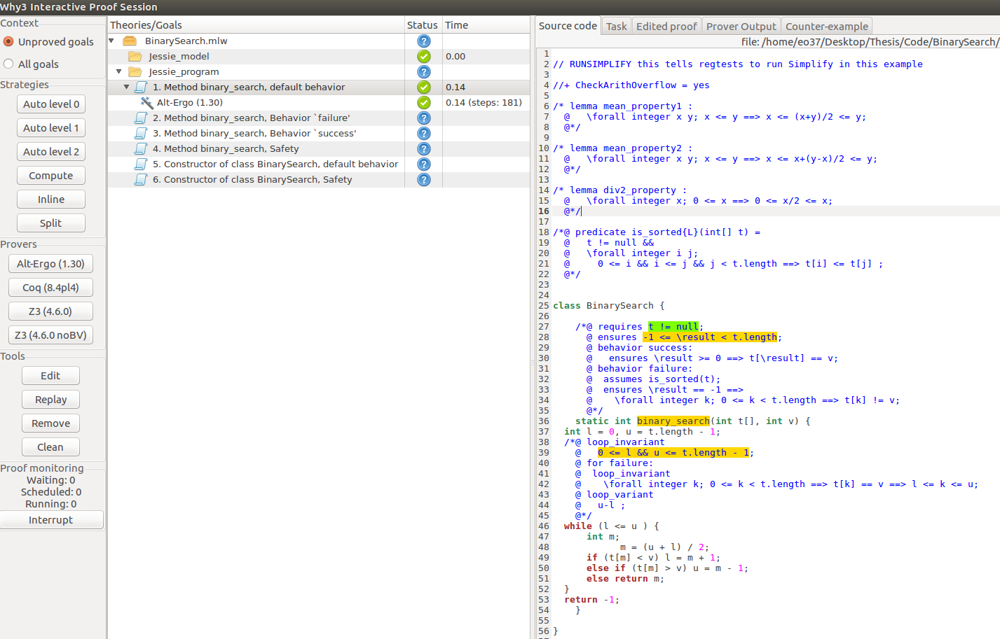 Why3 Interactive Proof Session
Context
Unproved goals
All goals
Strategies
Auto level 0
Auto level 1
Auto level 2
Compute
Inline
Split
Provers
Alt-Ergo (1.30)
Coq (8.4pl4)
Z3 (4.6.0)
Z3 (4.6.0 noBV)
Tools
Edit
Replay
Remove
Clean
Proof monitoring
Waiting: 0
Scheduled: 0
Running: 0
Interrupt
Theories/Goals Status Time
BinarySearch.mlw
Jessie_model 0.00
Jessie_program
1. Method binary_search, default behavior 0.14
Alt-Ergo (1.30) 0.14 (steps: 181)
2. Method binary_search, Behavior `failure'
3. Method binary_search, Behavior `success'
4. Method binary_search, Safety
5. Constructor of class BinarySearch, default behavior
6. Constructor of class BinarySearch, Safety
Source code Task Edited proof Prover Output Counter-example
file: /home/eo37/Desktop/Thesis/Code/BinarySearch/
1
2 // RUNSIMPLIFY this tells regtests to run Simplify in this example
3
4 //+ CheckArithOverflow = yes
5
6 /* lemma mean_property1 :
7   @   \forall integer x y; x <= y ==> x <= (x+y)/2 <= y;
8   @*/
9
10 /* lemma mean_property2 :
11   @   \forall integer x y; x <= y ==> x <= x+(y-x)/2 <= y;
12   @*/
13
14 /* lemma div2_property :
15   @   \forall integer x; 0 <= x ==> 0 <= x/2 <= x;
16   @*/
17
18 /*@ predicate is_sorted{L}(int[] t) =
19   @   t != null &&
20   @   \forall integer i j;
21   @     0 <= i && i <= j && j < t.length ==> t[i] <= t[j] ;
22   @*/
23
24
25 class BinarySearch {
26
27     /*@ requires t != null;
28       @ ensures -1 <= \result < t.length;
29       @ behavior success:
30       @   ensures \result >= 0 ==> t[\result] == v;
31       @ behavior failure:
32       @  assumes is_sorted(t);
33       @  ensures \result == -1 ==>
34       @    \forall integer k; 0 <= k < t.length ==> t[k] != v;
35       @*/
36     static int binary_search(int t[], int v) {
37   int l = 0, u = t.length - 1;
38   /*@ loop_invariant
39     @   0 <= l && u <= t.length - 1;
40     @ for failure:
41     @  loop_invariant
42     @    \forall integer k; 0 <= k < t.length ==> t[k] == v ==> l <= k <= u;
43     @ loop_variant
44     @   u-l ;
45     @*/
46   while (l <= u ) {
47       int m;
48             m = (u + l) / 2;
49       if (t[m] < v) l = m + 1;
50       else if (t[m] > v) u = m - 1;
51       else return m;
52   }
53   return -1;
54     }
55
56 }